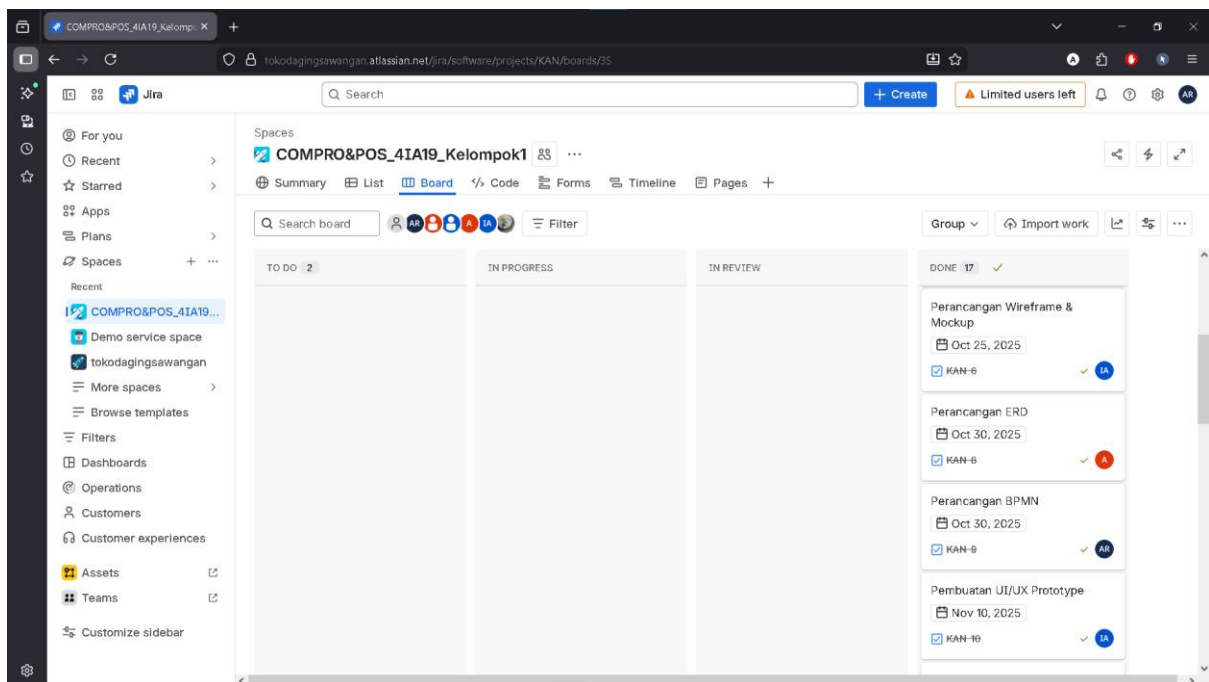 COMPRO&POS_4IA19_Kelomp
tokodagingsawangan.atlassian.net/jira/software/projects/KAN/boards/35
Jira
Search
+ Create
Limited users left
AR
For you
Recent
Starred
Apps
Plans
Spaces
Recent
COMPRO&POS_4IA19...
Demo service space
tokodagingsawangan
More spaces
Browse templates
Filters
Dashboards
Operations
Customers
Customer experiences
Assets
Teams
Customize sidebar
Spaces
COMPRO&POS_4IA19_Kelompok1
Summary List Board Code Forms Timeline Pages
Search board
AR A IA
Filter
Group
Import work
TO DO 2
IN PROGRESS
IN REVIEW
DONE 17
Perancangan Wireframe &
Mockup
Oct 25, 2025
KAN-6
IA
Perancangan ERD
Oct 30, 2025
KAN-8
A
Perancangan BPMN
Oct 30, 2025
KAN-9
AR
Pembuatan UI/UX Prototype
Nov 10, 2025
KAN-10
IA